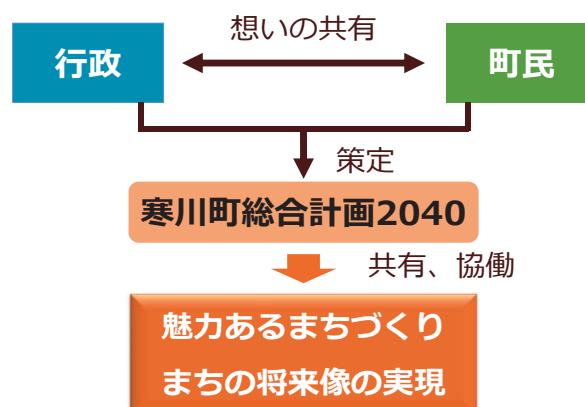 想いの共有
行政
町民
策定
寒川町総合計画2040
共有、協働
魅力あるまちづくり
まちの将来像の実現